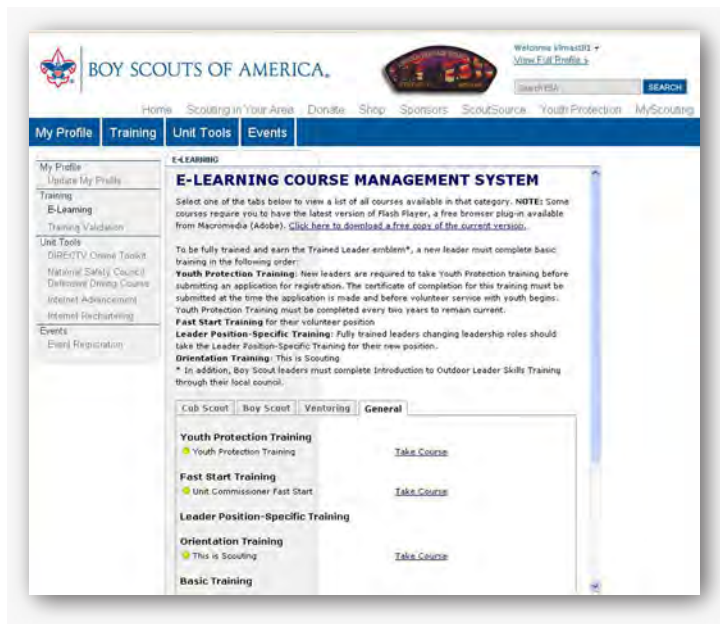 Welcome
View Full Profile >
BOY SCOUTS OF AMERICA.
SEARCH
Home Scouting in Your Area Donate Shop Sponsors ScoutSource Youth Protection MyScouting
My Profile Training Unit Tools Events
My Profile
Update My Profile
Training
E-Learning
Training Validation
Unit Tools
DIRECTV Online Toolkit
National Safety Council
Defensive Driving Course
Internet Advancement
Internet Rechartering
Events
Event Registration
E-LEARNING
E-LEARNING COURSE MANAGEMENT SYSTEM
Select one of the tabs below to view a list of all courses available in that category. NOTE: Some
courses require you to have the latest version of Flash Player, a free browser plug-in available
from Macromedia (Adobe). Click here to download a free copy of the current version.
To be fully trained and earn the Trained Leader emblem*, a new leader must complete basic
training in the following order:
Youth Protection Training: New leaders are required to take Youth Protection training before
submitting an application for registration. The certificate of completion for this training must be
submitted at the time the application is made and before volunteer service with youth begins.
Youth Protection Training must be completed every two years to remain current.
Fast Start Training for their volunteer position
Leader Position-Specific Training: Fully trained leaders changing leadership roles should
take the Leader Position-Specific Training for their new position.
Orientation Training: This is Scouting
* In addition, Boy Scout leaders must complete Introduction to Outdoor Leader Skills Training
through their local council.
Cub Scout Boy Scout Venturing General
Youth Protection Training
Youth Protection Training Take Course
Fast Start Training
Unit Commissioner Fast Start Take Course
Leader Position-Specific Training
Orientation Training
This is Scouting Take Course
Basic Training